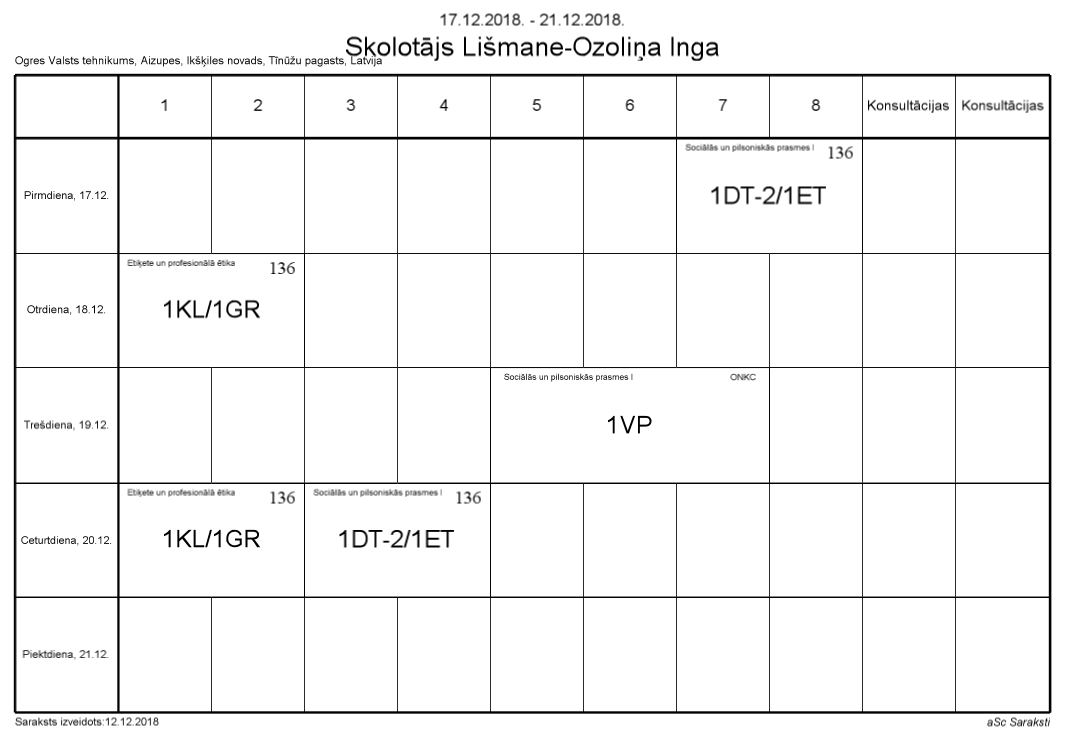 17.12.2018. - 21.12.2018.
Skolotājs Lišmane-Ozoliņa Inga
Ogres Valsts tehnikums, Aizupes, Ikšķiles novads, Tīnūžu pagasts, Latvija
1 2 3 4 5 6 7 8 Konsultācijas Konsultācijas
Sociālās un pilsoniskās prasmes I 136
Pirmdiena, 17.12. 1DT-2/1ET
Etiķete un profesionālā ētika 136
Otrdiena, 18.12. 1KL/1GR
Sociālās un pilsoniskās prasmes I ONKC
Trešdiena, 19.12. 1VP
Etiķete un profesionālā ētika 136 Sociālās un pilsoniskās prasmes I 136
Ceturtdiena, 20.12. 1KL/1GR 1DT-2/1ET
Piektdiena, 21.12.
Saraksts izveidots:12.12.2018 aSc Saraksti